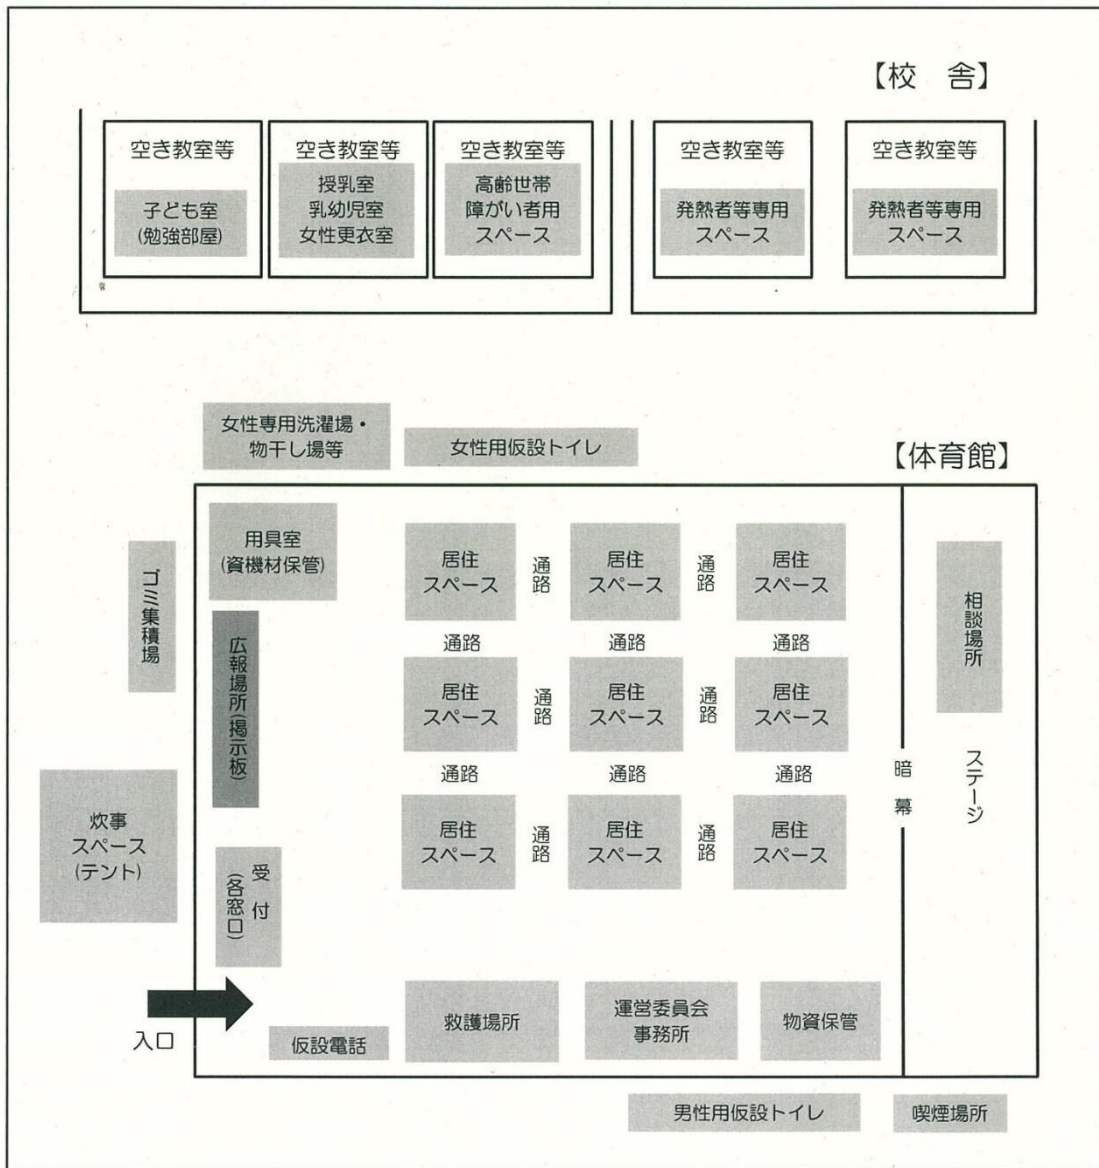 【校 舎】
空き教室等
子ども室
(勉強部屋)
空き教室等
授乳室
乳幼児室
女性更衣室
空き教室等
高齢世帯
障がい者用
スペース
空き教室等
発熱者等専用
スペース
空き教室等
発熱者等専用
スペース
女性専用洗濯場・
物干し場等
女性用仮設トイレ
【体育館】
用具室
(資機材保管)
居住
スペース
通路
居住
スペース
通路
居住
スペース
ゴミ集積場
相談場所
通路
通路
通路
広報場所(掲示板)
居住
スペース
通路
居住
スペース
通路
居住
スペース
通路
通路
通路
暗幕
ステージ
炊事
スペース
(テント)
居住
スペース
通路
居住
スペース
通路
居住
スペース
受付
(各窓口)
入口
仮設電話
救護場所
運営委員会
事務所
物資保管
男性用仮設トイレ
喫煙場所